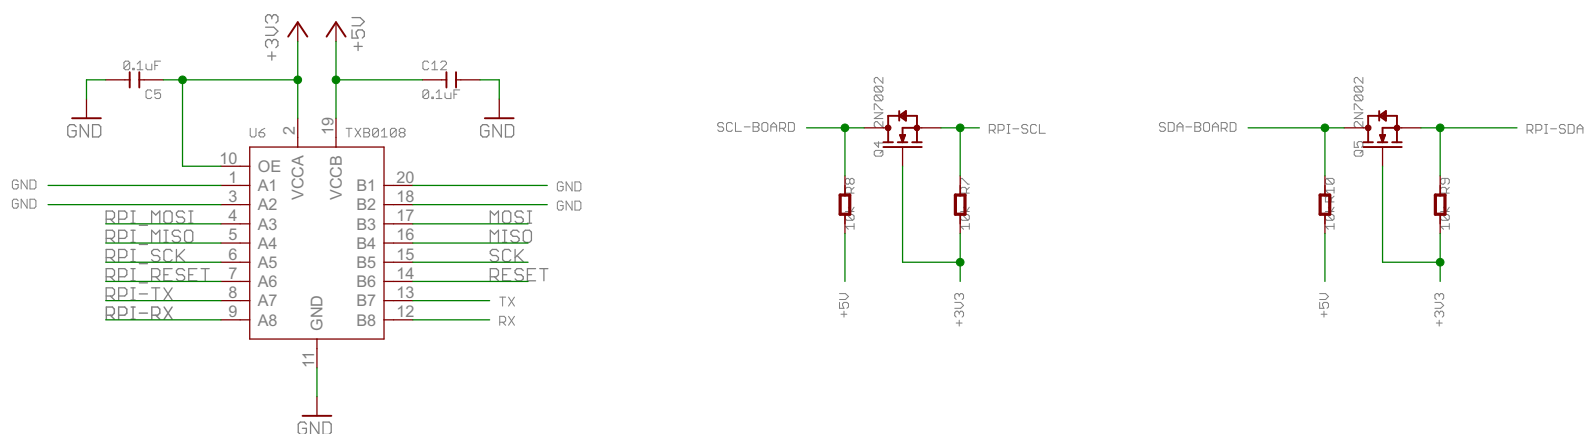 +3V3
+5V
0.1uF
C5
C12
0.1uF
GND
GND
U6
2
19
TXB0108
10
OE
VCCA
VCCB
GND
1
A1
B1
20
GND
GND
3
A2
B2
18
GND
RPI_MOSI
4
A3
B3
17
MOSI
RPI_MISO
5
A4
B4
16
MISO
RPI_SCK
6
A5
B5
15
SCK
RPI_RESET
7
A6
B6
14
RESET
RPI-TX
8
A7
B7
13
TX
RPI-RX
9
A8
B8
12
RX
GND
11
GND
SCL-BOARD
2N7002
Q4
RPI-SCL
R8
10k
R7
10k
+5V
+3V3
SDA-BOARD
2N7002
Q5
RPI-SDA
R10
10k
R9
10k
+5V
+3V3